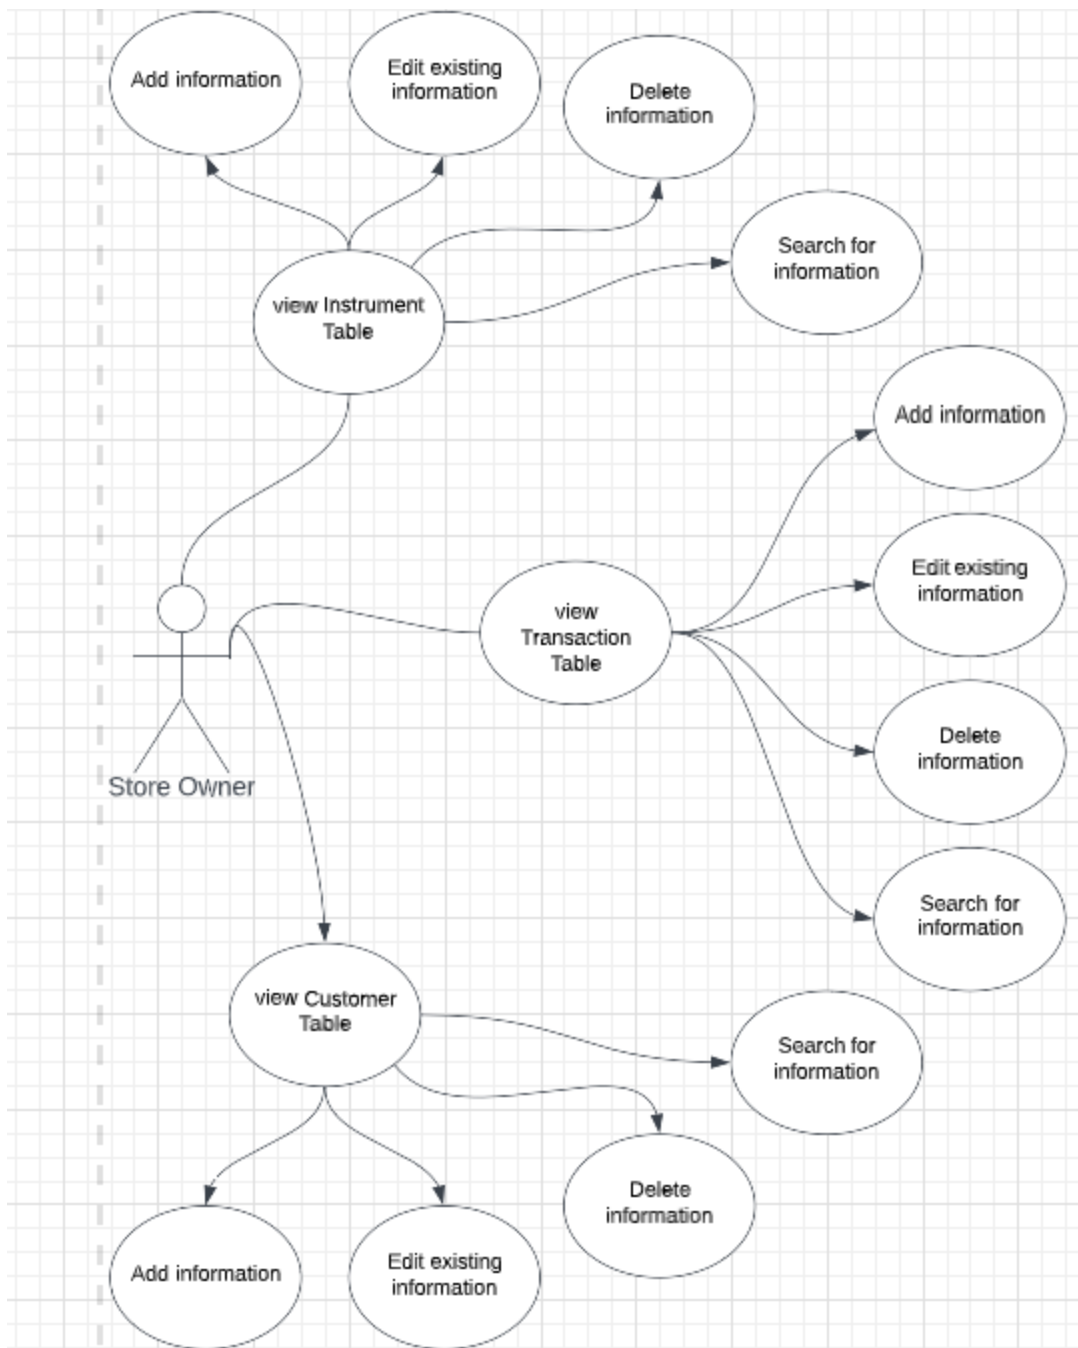 Add information
Edit existing
information
Delete
information
Search for
information
view Instrument
Table
Add information
Edit existing
information
view
Transaction
Table
Delete
information
Store Owner
Search for
information
view Customer
Table
Search for
information
Delete
information
Add information
Edit existing
information